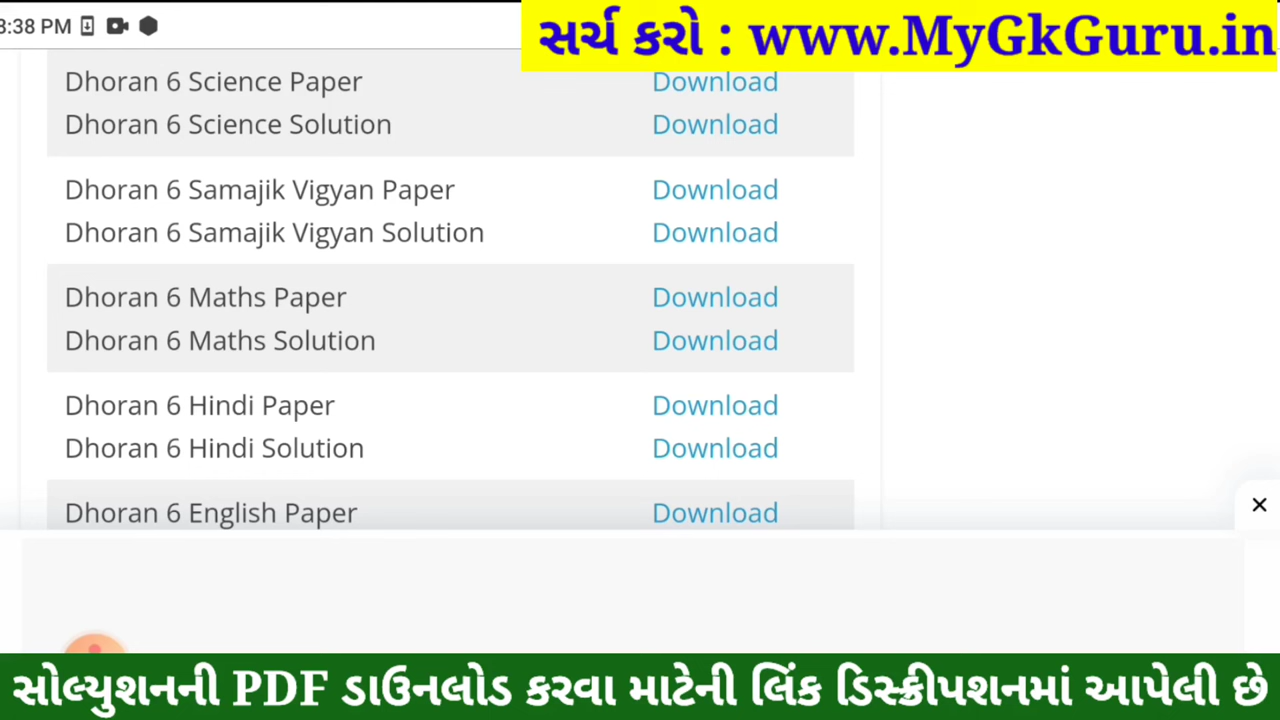 3:38 PM
સર્ચ કરો : www.MyGkGuru.in
Dhoran 6 Science Paper Download
Dhoran 6 Science Solution Download
Dhoran 6 Samajik Vigyan Paper Download
Dhoran 6 Samajik Vigyan Solution Download
Dhoran 6 Maths Paper Download
Dhoran 6 Maths Solution Download
Dhoran 6 Hindi Paper Download
Dhoran 6 Hindi Solution Download
Dhoran 6 English Paper Download
સોલ્યુશનની PDF ડાઉનલોડ કરવા માટેની લિંક ડિસ્ક્રીપશનમાં આપેલી છે